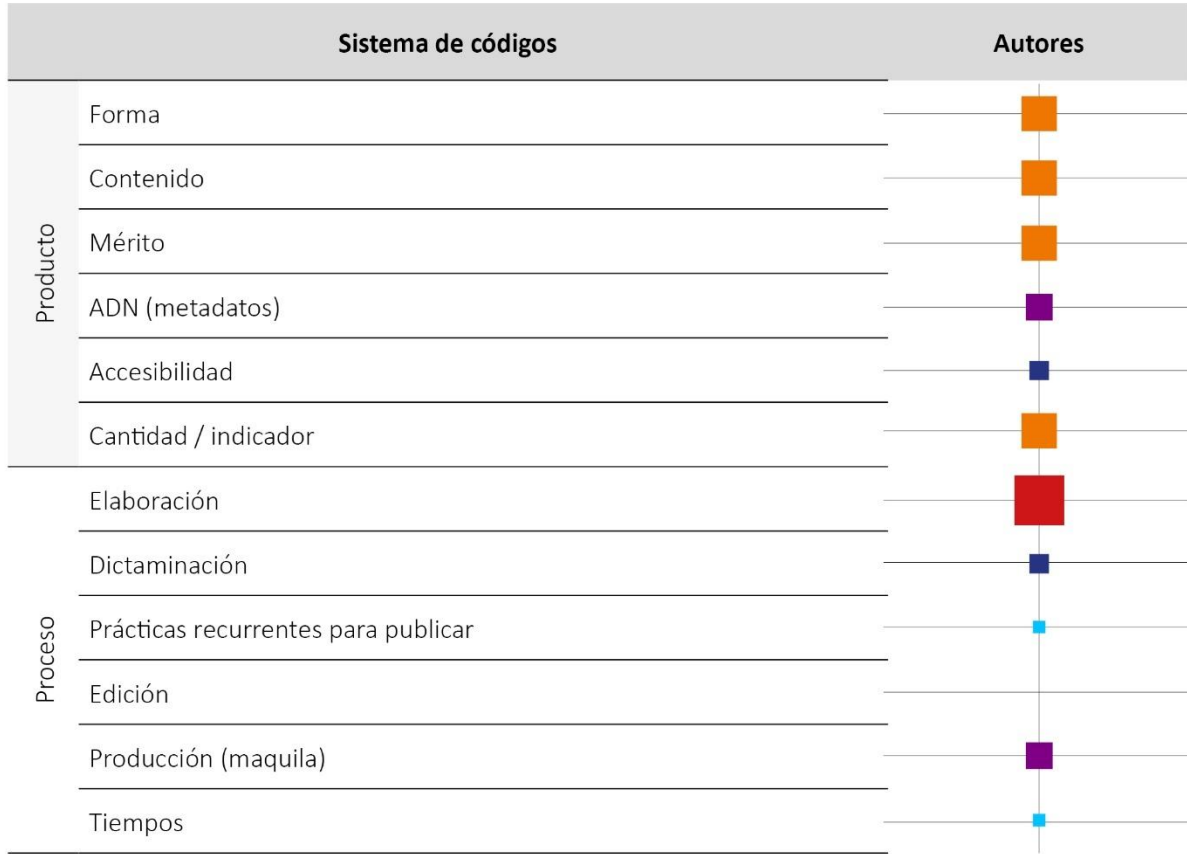 Sistema de códigos Autores
Producto
Forma
Contenido
Mérito
ADN (metadatos)
Accesibilidad
Cantidad / indicador
Proceso
Elaboración
Dictaminación
Prácticas recurrentes para publicar
Edición
Producción (maquila)
Tiempos